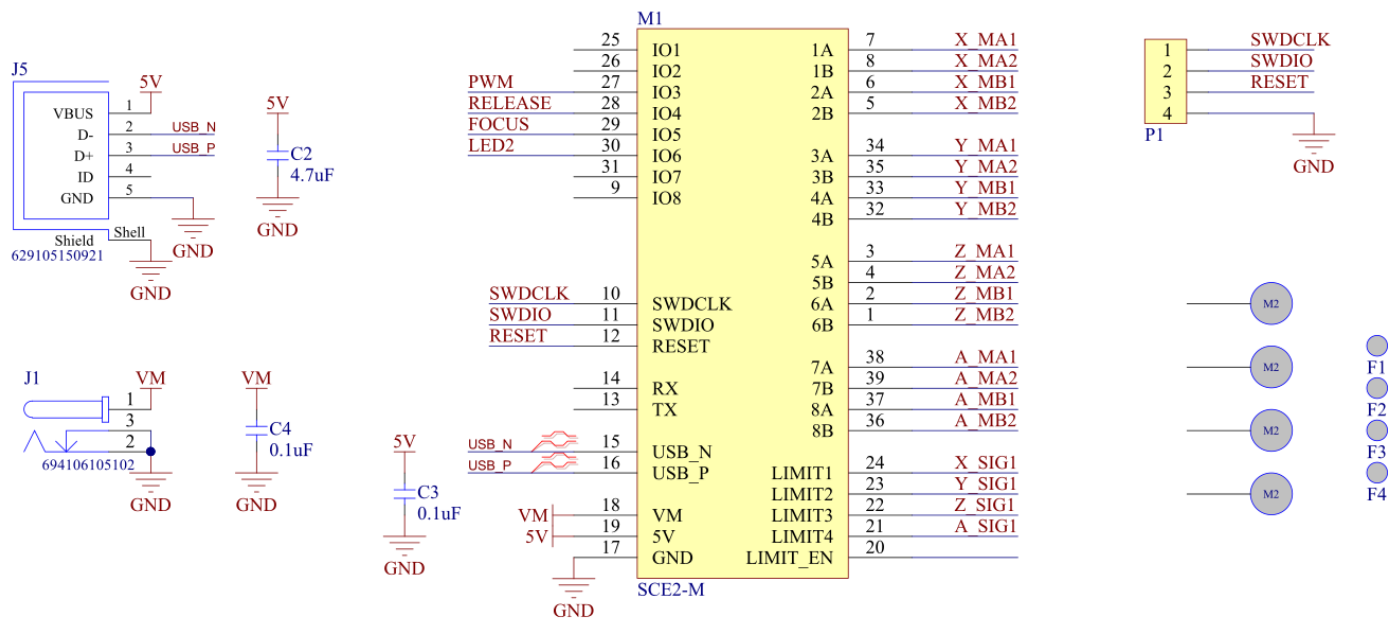 J5
5V
VBUS 1
D- 2 USB_N
D+ 3 USB_P
ID 4
GND 5
GND
Shield Shell
629105150921
GND
5V
C2
4.7uF
GND
J1
VM
1
3
2
694106105102
GND
VM
C4
0.1uF
GND
5V
C3
0.1uF
GND
M1
25 IO1
26 IO2
PWM 27 IO3
RELEASE 28 IO4
FOCUS 29 IO5
LED2 30 IO6
31 IO7
9 IO8
SWDCLK 10 SWDCLK
SWDIO 11 SWDIO
RESET 12 RESET
14 RX
13 TX
USB_N 15 USB_N
USB_P 16 USB_P
VM 18 VM
5V 19 5V
17 GND
GND
1A 7 X_MA1
1B 8 X_MA2
2A 6 X_MB1
2B 5 X_MB2
3A 34 Y_MA1
3B 35 Y_MA2
4A 33 Y_MB1
4B 32 Y_MB2
5A 3 Z_MA1
5B 4 Z_MA2
6A 2 Z_MB1
6B 1 Z_MB2
7A 38 A_MA1
7B 39 A_MA2
8A 37 A_MB1
8B 36 A_MB2
LIMIT1 24 X_SIG1
LIMIT2 23 Y_SIG1
LIMIT3 22 Z_SIG1
LIMIT4 21 A_SIG1
LIMIT_EN 20
SCE2-M
1 SWDCLK
2 SWDIO
3 RESET
4
P1
GND
M2
M2
M2
M2
F1
F2
F3
F4